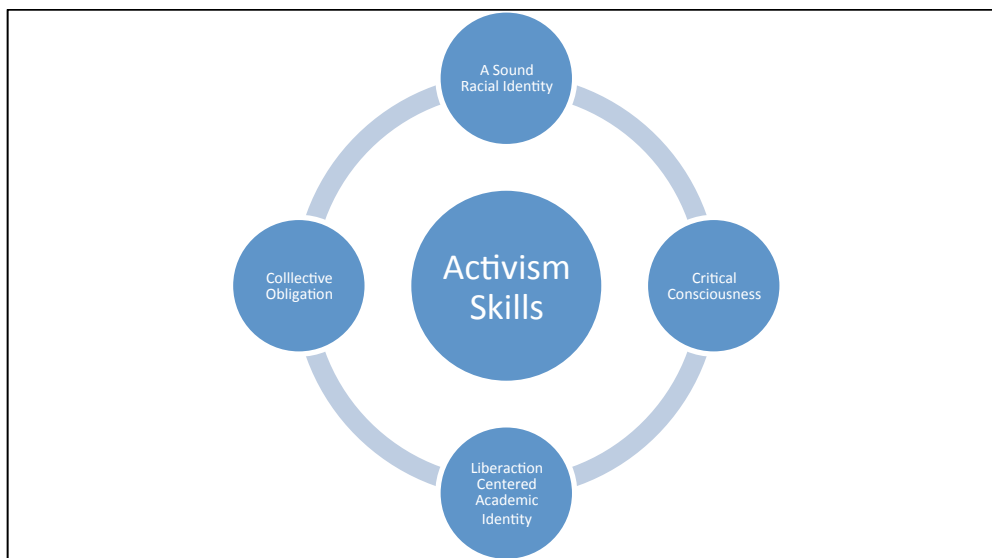 A Sound
Racial Identity
Colllective
Obligation
Activism
Skills
Critical
Consciousness
Liberaction
Centered
Academic
Identity